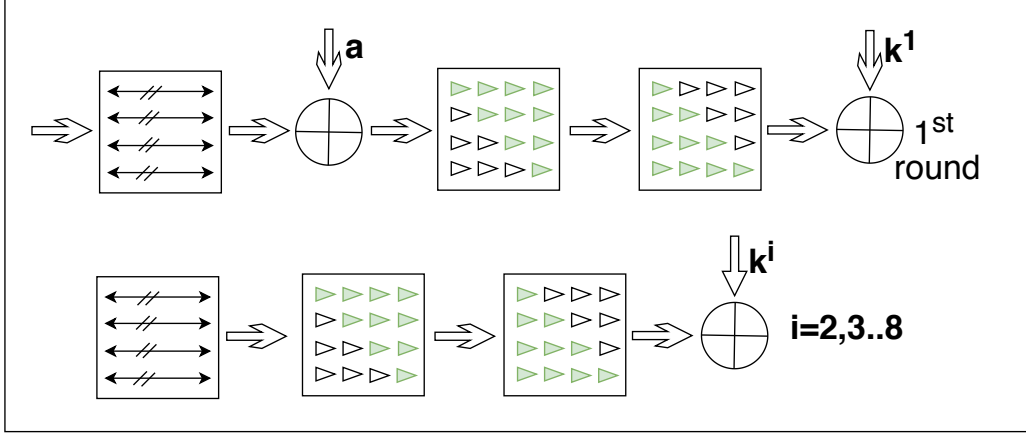 a
k1
1st
round
ki
i=2,3..8